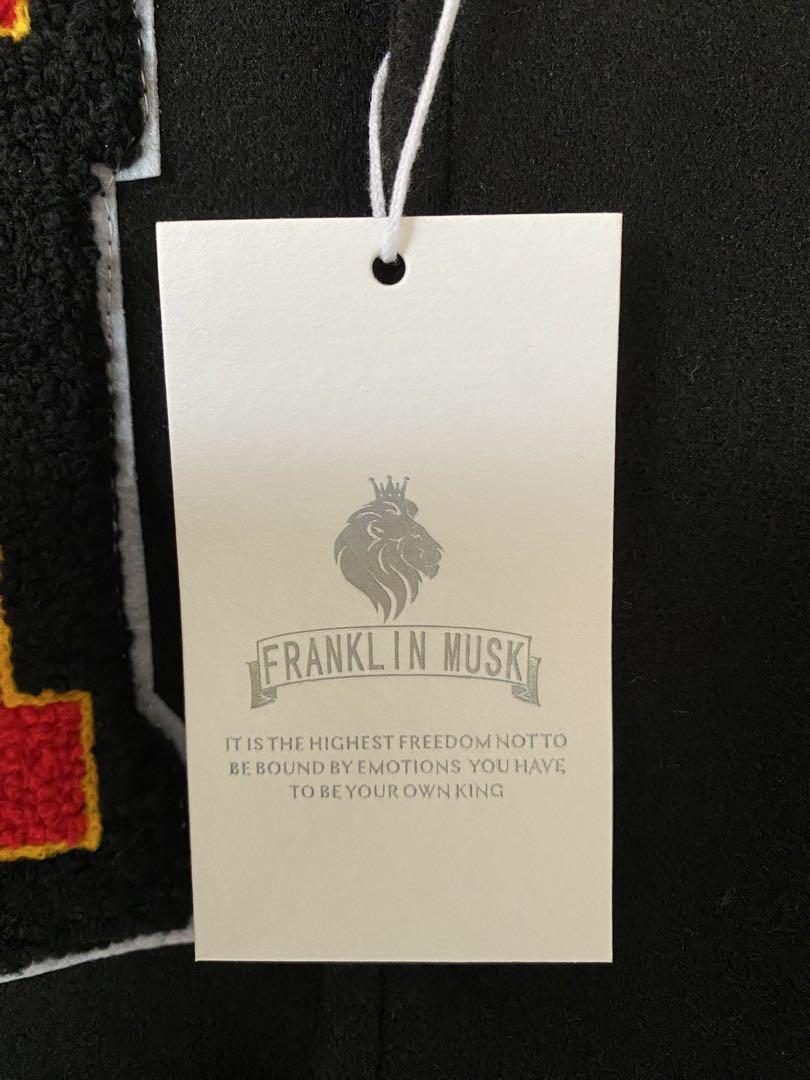 FRANKLIN MUSK
IT IS THE HIGHEST FREEDOM NOT TO
BE BOUND BY EMOTIONS YOU HAVE
TO BE YOUR OWN KING